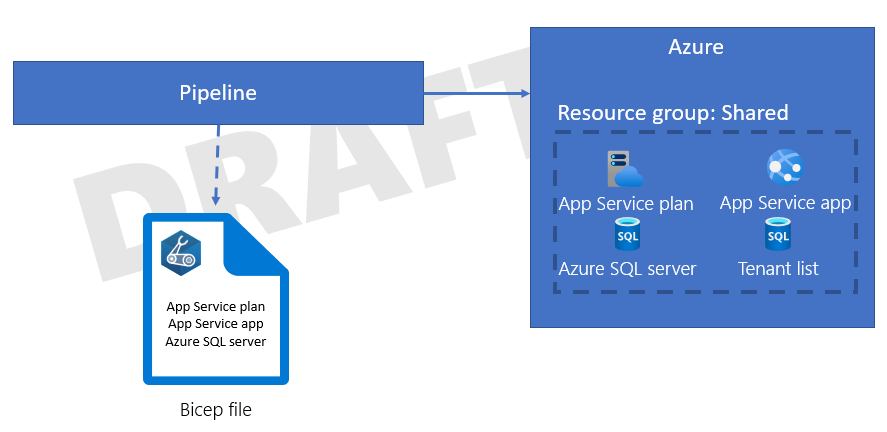 DRAFT
Pipeline
Azure
Resource group: Shared
App Service plan
App Service app
SQL
SQL
Azure SQL server
Tenant list
App Service plan
App Service app
Azure SQL server
Bicep file